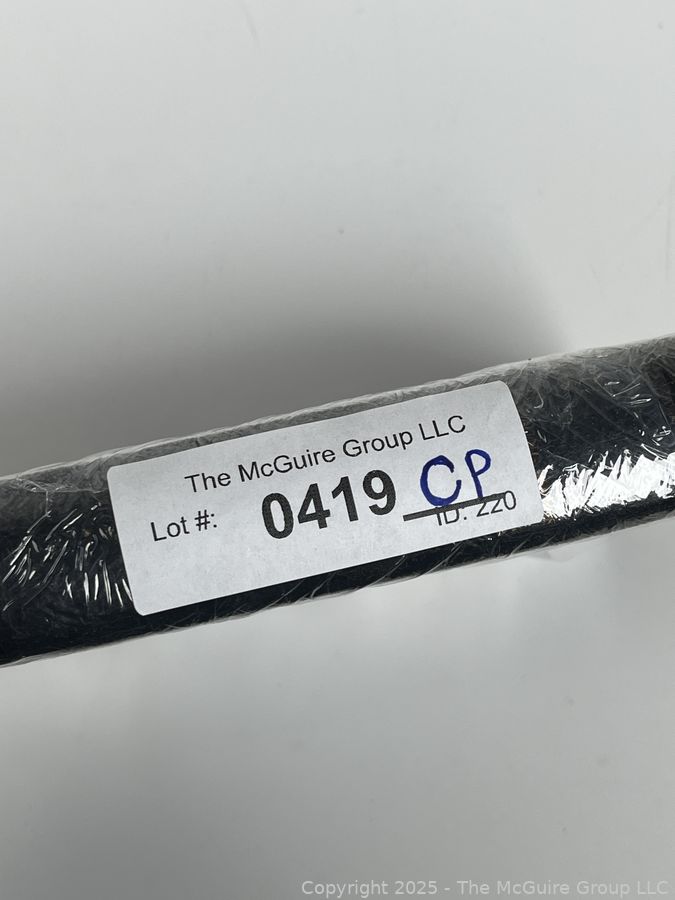 The McGuire Group LLC
Lot #: 0419 CP
ID: 220
Copyright 2025 - The McGuire Group LLC